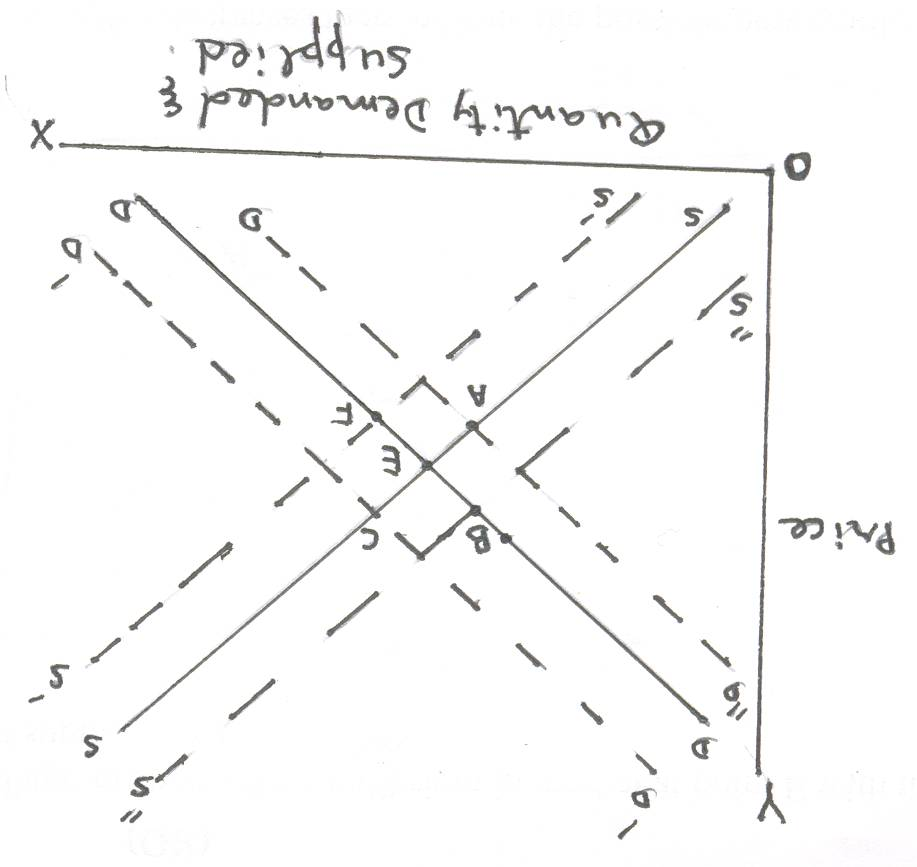 Y
D'
S"
D
S
D"
S'
Price
B
C
E
F
A
S"
D'
S
S'
D
D
O
X
Quantity Demanded &
Supplied.